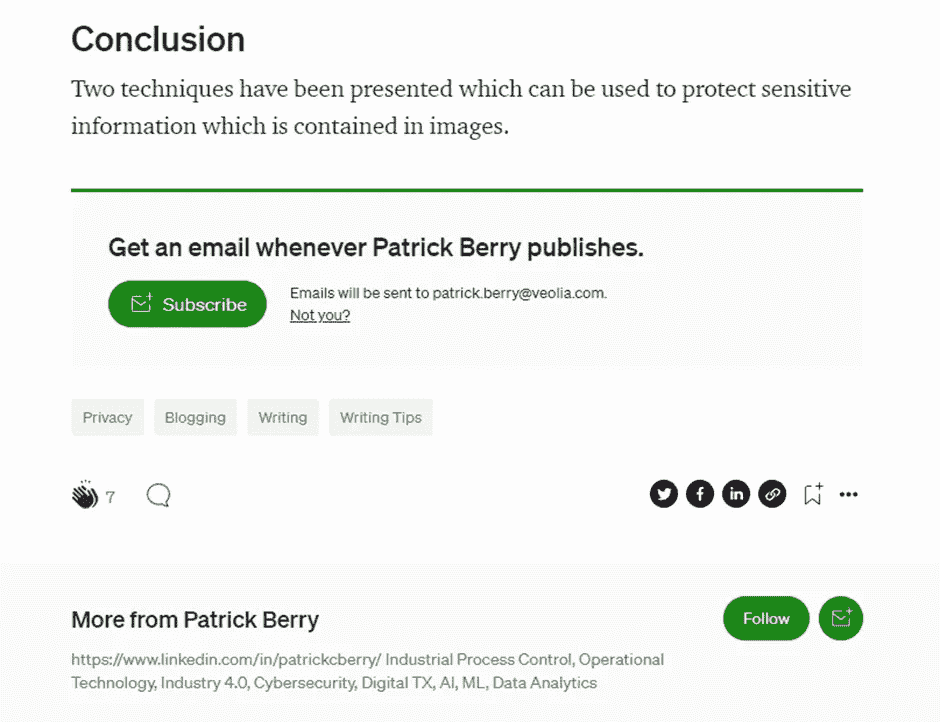 Conclusion
Two techniques have been presented which can be used to protect sensitive
information which is contained in images.
Get an email whenever Patrick Berry publishes.
Subscribe
Emails will be sent to patrick.berry@veolia.com.
Not you?
Privacy
Blogging
Writing
Writing Tips
7
More from Patrick Berry
Follow
https://www.linkedin.com/in/patrickcberry/ Industrial Process Control, Operational
Technology, Industry 4.0, Cybersecurity, Digital TX, AI, ML, Data Analytics